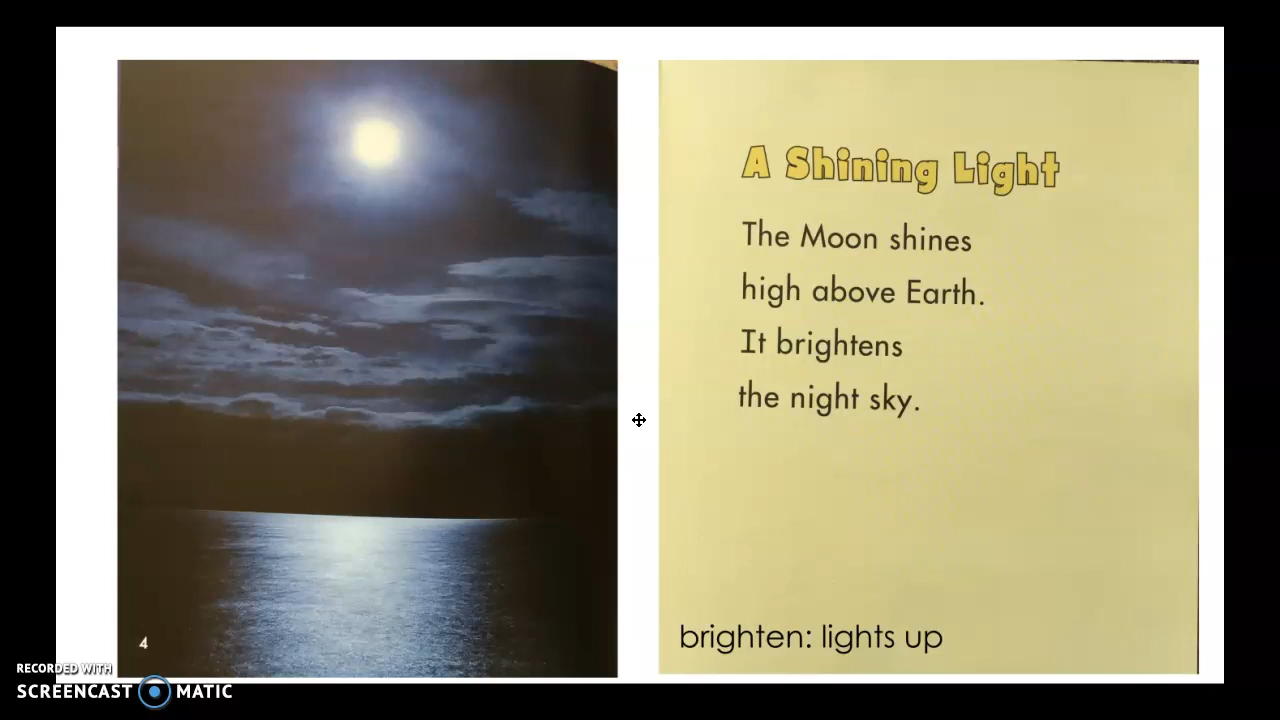 A Shining Light
The Moon shines
high above Earth.
It brightens
the night sky.
brighten: lights up
4
RECORDED WITH
SCREENCAST MATIC